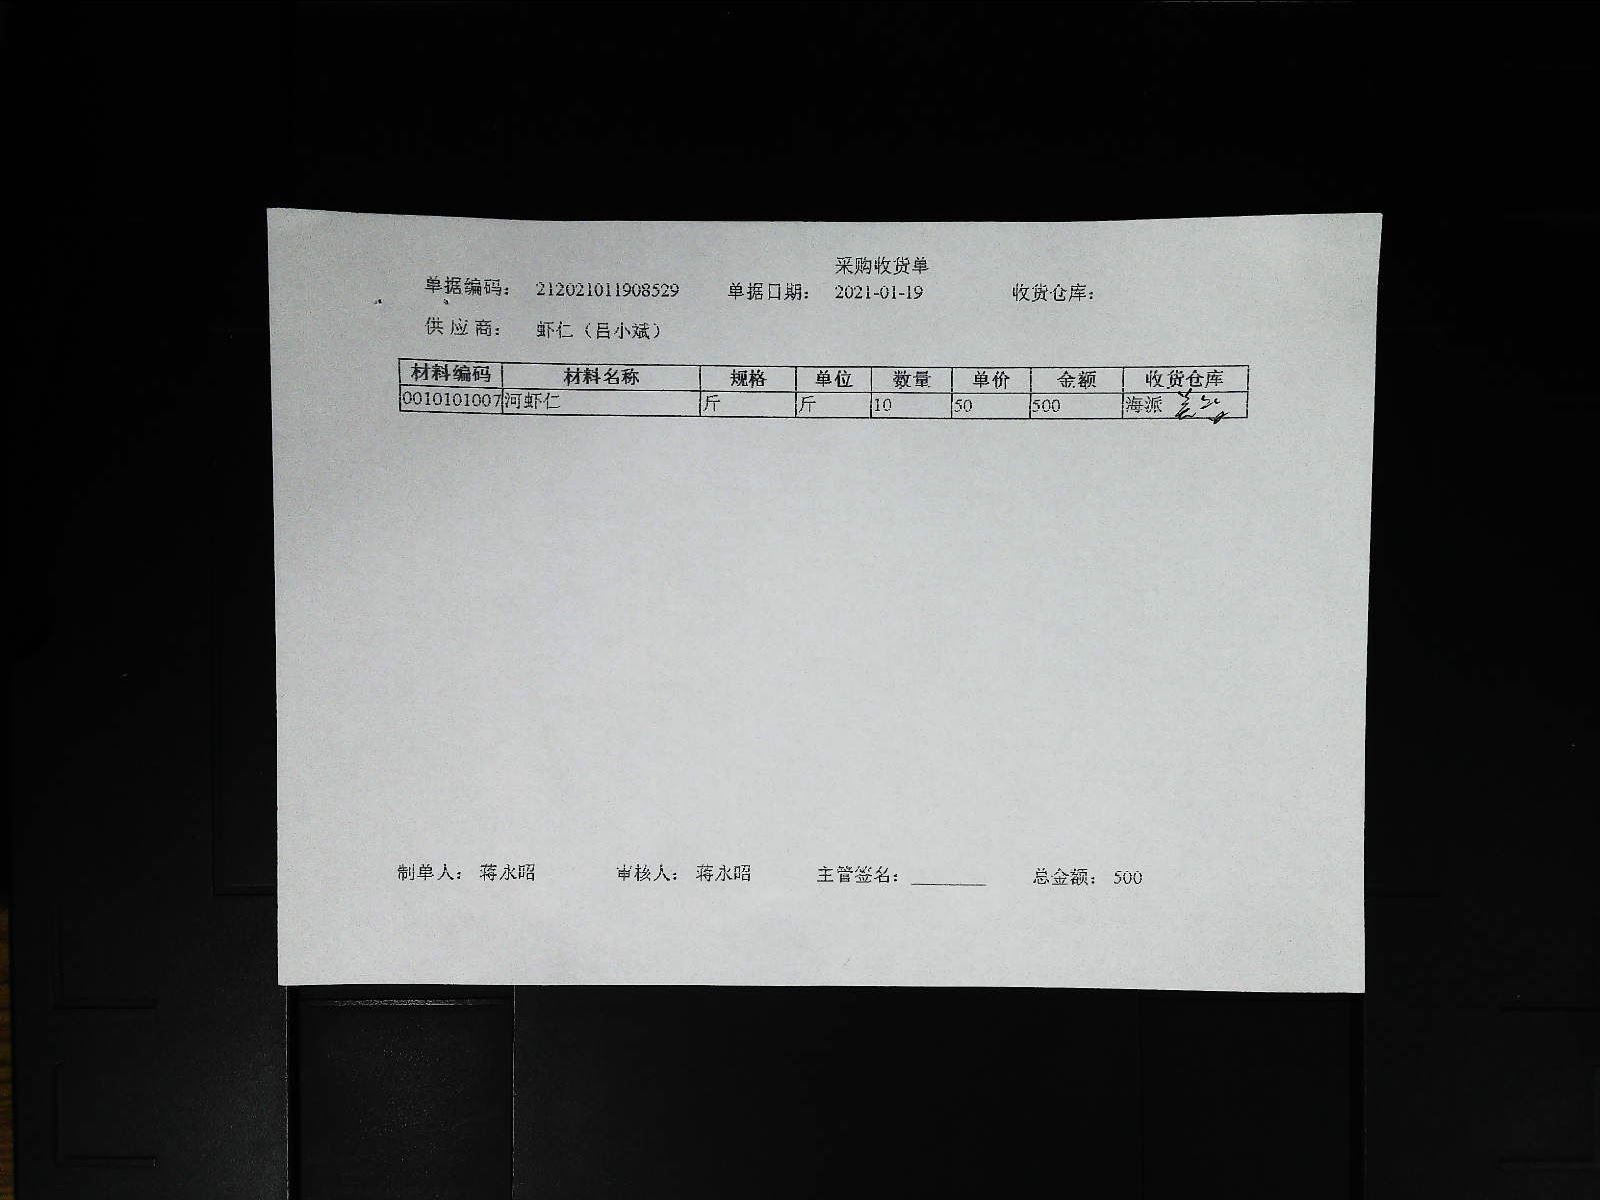 采购收货单
单据编码： 212021011908529 单据日期： 2021-01-19 收货仓库：
供 应 商： 虾仁（吕小斌）
材料编码 材料名称 规格 单位 数量 单价 金额 收货仓库
0010101007 河虾仁 斤 斤 10 50 500 海派
制单人： 蒋永昭 审核人： 蒋永昭 主管签名： 总金额： 500